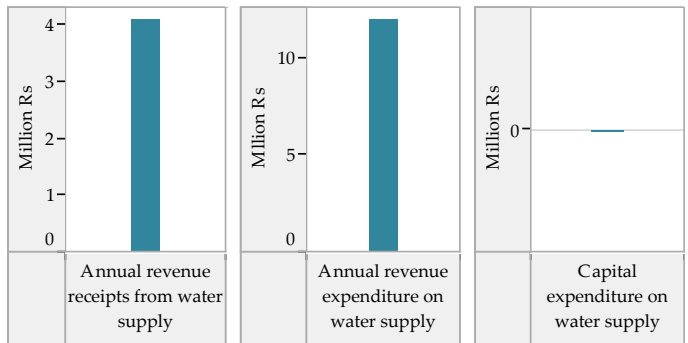 4
3
2
1
0
Million Rs
Annual revenue
receipts from water
supply
10
5
0
Mllion Rs
Annual revenue
expenditure on
water supply
0
Million Rs
Capital
expenditure on
water supply